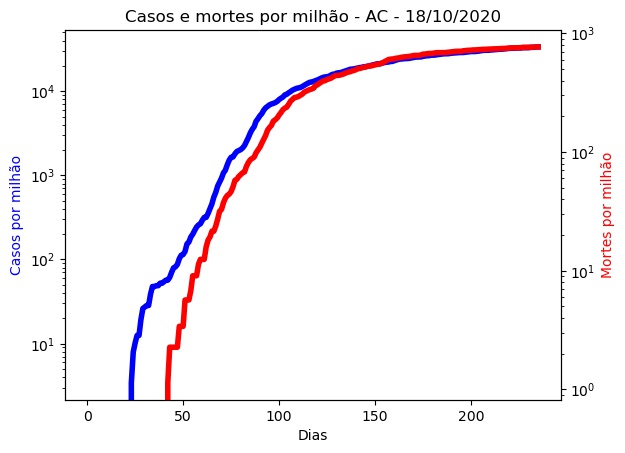 Casos e mortes por milhão - AC - 18/10/2020
Casos por milhão
10⁴
10³
10²
10¹
10³
10²
10¹
10⁰
Mortes por milhão
0 50 100 150 200
Dias